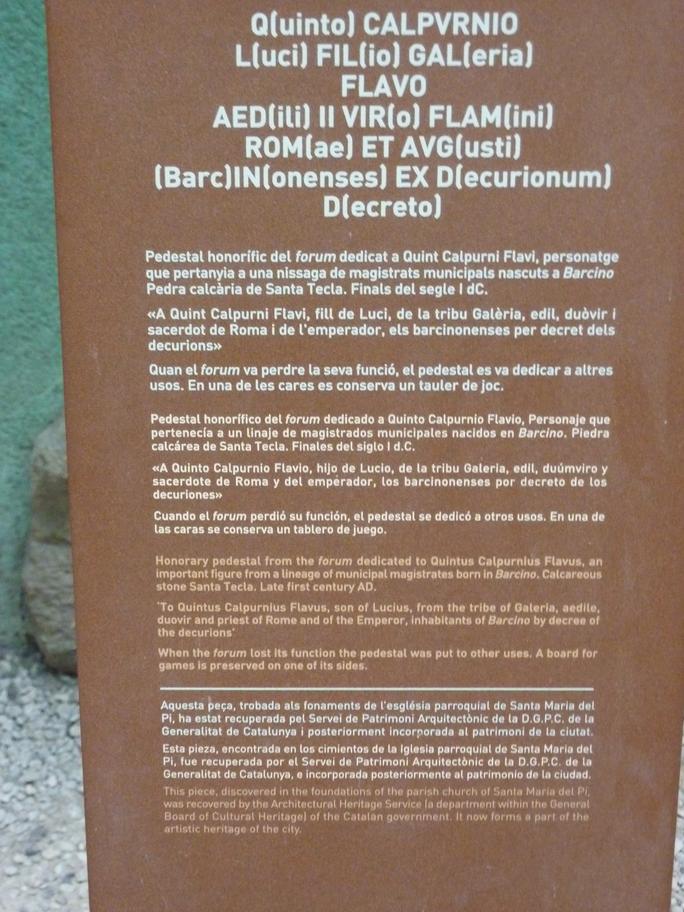 Q(uinto) CALPVRNIO
L(uci) FIL(io) GAL(eria)
FLAVO
AED(ili) II VIR(o) FLAM(ini)
ROM(ae) ET AVG(usti)
(Barc)IN(onenses) EX D(ecurionum)
D(ecreto)
Pedestal honorífic del forum dedicat a Quint Calpurni Flavi, personatge
que pertanyia a una nissaga de magistrats municipals nascuts a Barcino
Pedra calcària de Santa Tecla. Finals del segle I dC.
«A Quint Calpurni Flavi, fill de Luci, de la tribu Galèria, edil, duòvir i
sacerdot de Roma i de l'emperador, els barcinonenses per decret dels
decurions»
Quan el forum va perdre la seva funció, el pedestal es va dedicar a altres
usos. En una de les cares es conserva un tauler de joc.
Pedestal honorífico del forum dedicado a Quinto Calpurnio Flavio, Personaje que
pertenecía a un linaje de magistrados municipales nacidos en Barcino. Piedra
calcárea de Santa Tecla. Finales del siglo I d.C.
«A Quinto Calpurnio Flavio, hijo de Lucio, de la tribu Galeria, edil, duúmviro y
sacerdote de Roma y del emperador, los barcinonenses por decreto de los
decuriones»
Cuando el forum perdió su función, el pedestal se dedicó a otros usos. En una de
las caras se conserva un tablero de juego.
Honorary pedestal from the forum dedicated to Quintus Calpurnius Flavus, an
important figure from a lineage of municipal magistrates born in Barcino. Calcareous
stone Santa Tecla. Late first century AD.
'To Quintus Calpurnius Flavus, son of Lucius, from the tribe of Galeria, aedile,
duovir and priest of Rome and of the Emperor, inhabitants of Barcino by decree of
the decurions'
When the forum lost its function the pedestal was put to other uses. A board for
games is preserved on one of its sides.
Aquesta peça, trobada als fonaments de l'església parroquial de Santa Maria del
Pi, ha estat recuperada pel Servei de Patrimoni Arquitectònic de la D.G.P.C. de la
Generalitat de Catalunya i posteriorment incorporada al patrimoni de la ciutat.
Esta pieza, encontrada en los cimientos de la Iglesia parroquial de Santa Maria del
Pi, fue recuperada por el Servei de Patrimoni Arquitectònic de la D.G.P.C. de la
Generalitat de Catalunya, e incorporada posteriormente al patrimonio de la ciudad.
This piece, discovered in the foundations of the parish church of Santa Maria del Pi,
was recovered by the Architectural Heritage Service (a department within the General
Board of Cultural Heritage) of the Catalan government. It now forms a part of the
artistic heritage of the city.